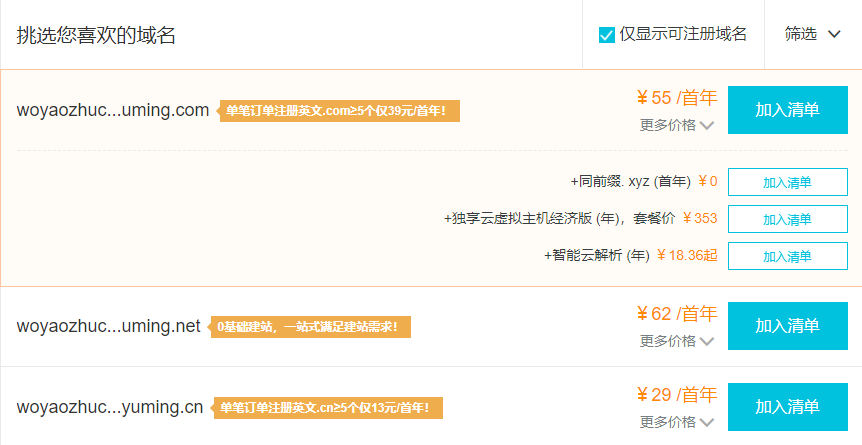 挑选您喜欢的域名 仅显示可注册域名 筛选
woyaozhuc...uming.com 单笔订单注册英文.com≥5个仅39元/首年! ¥55 /首年 加入清单
更多价格
+同前缀. xyz (首年) ¥0 加入清单
+独享云虚拟主机经济版 (年)，套餐价 ¥353 加入清单
+智能云解析 (年) ¥18.36起 加入清单
woyaozhuc...uming.net 0基础建站，一站式满足建站需求! ¥62 /首年 加入清单
更多价格
woyaozhuc...yuming.cn 单笔订单注册英文.cn≥5个仅13元/首年! ¥29 /首年 加入清单
更多价格